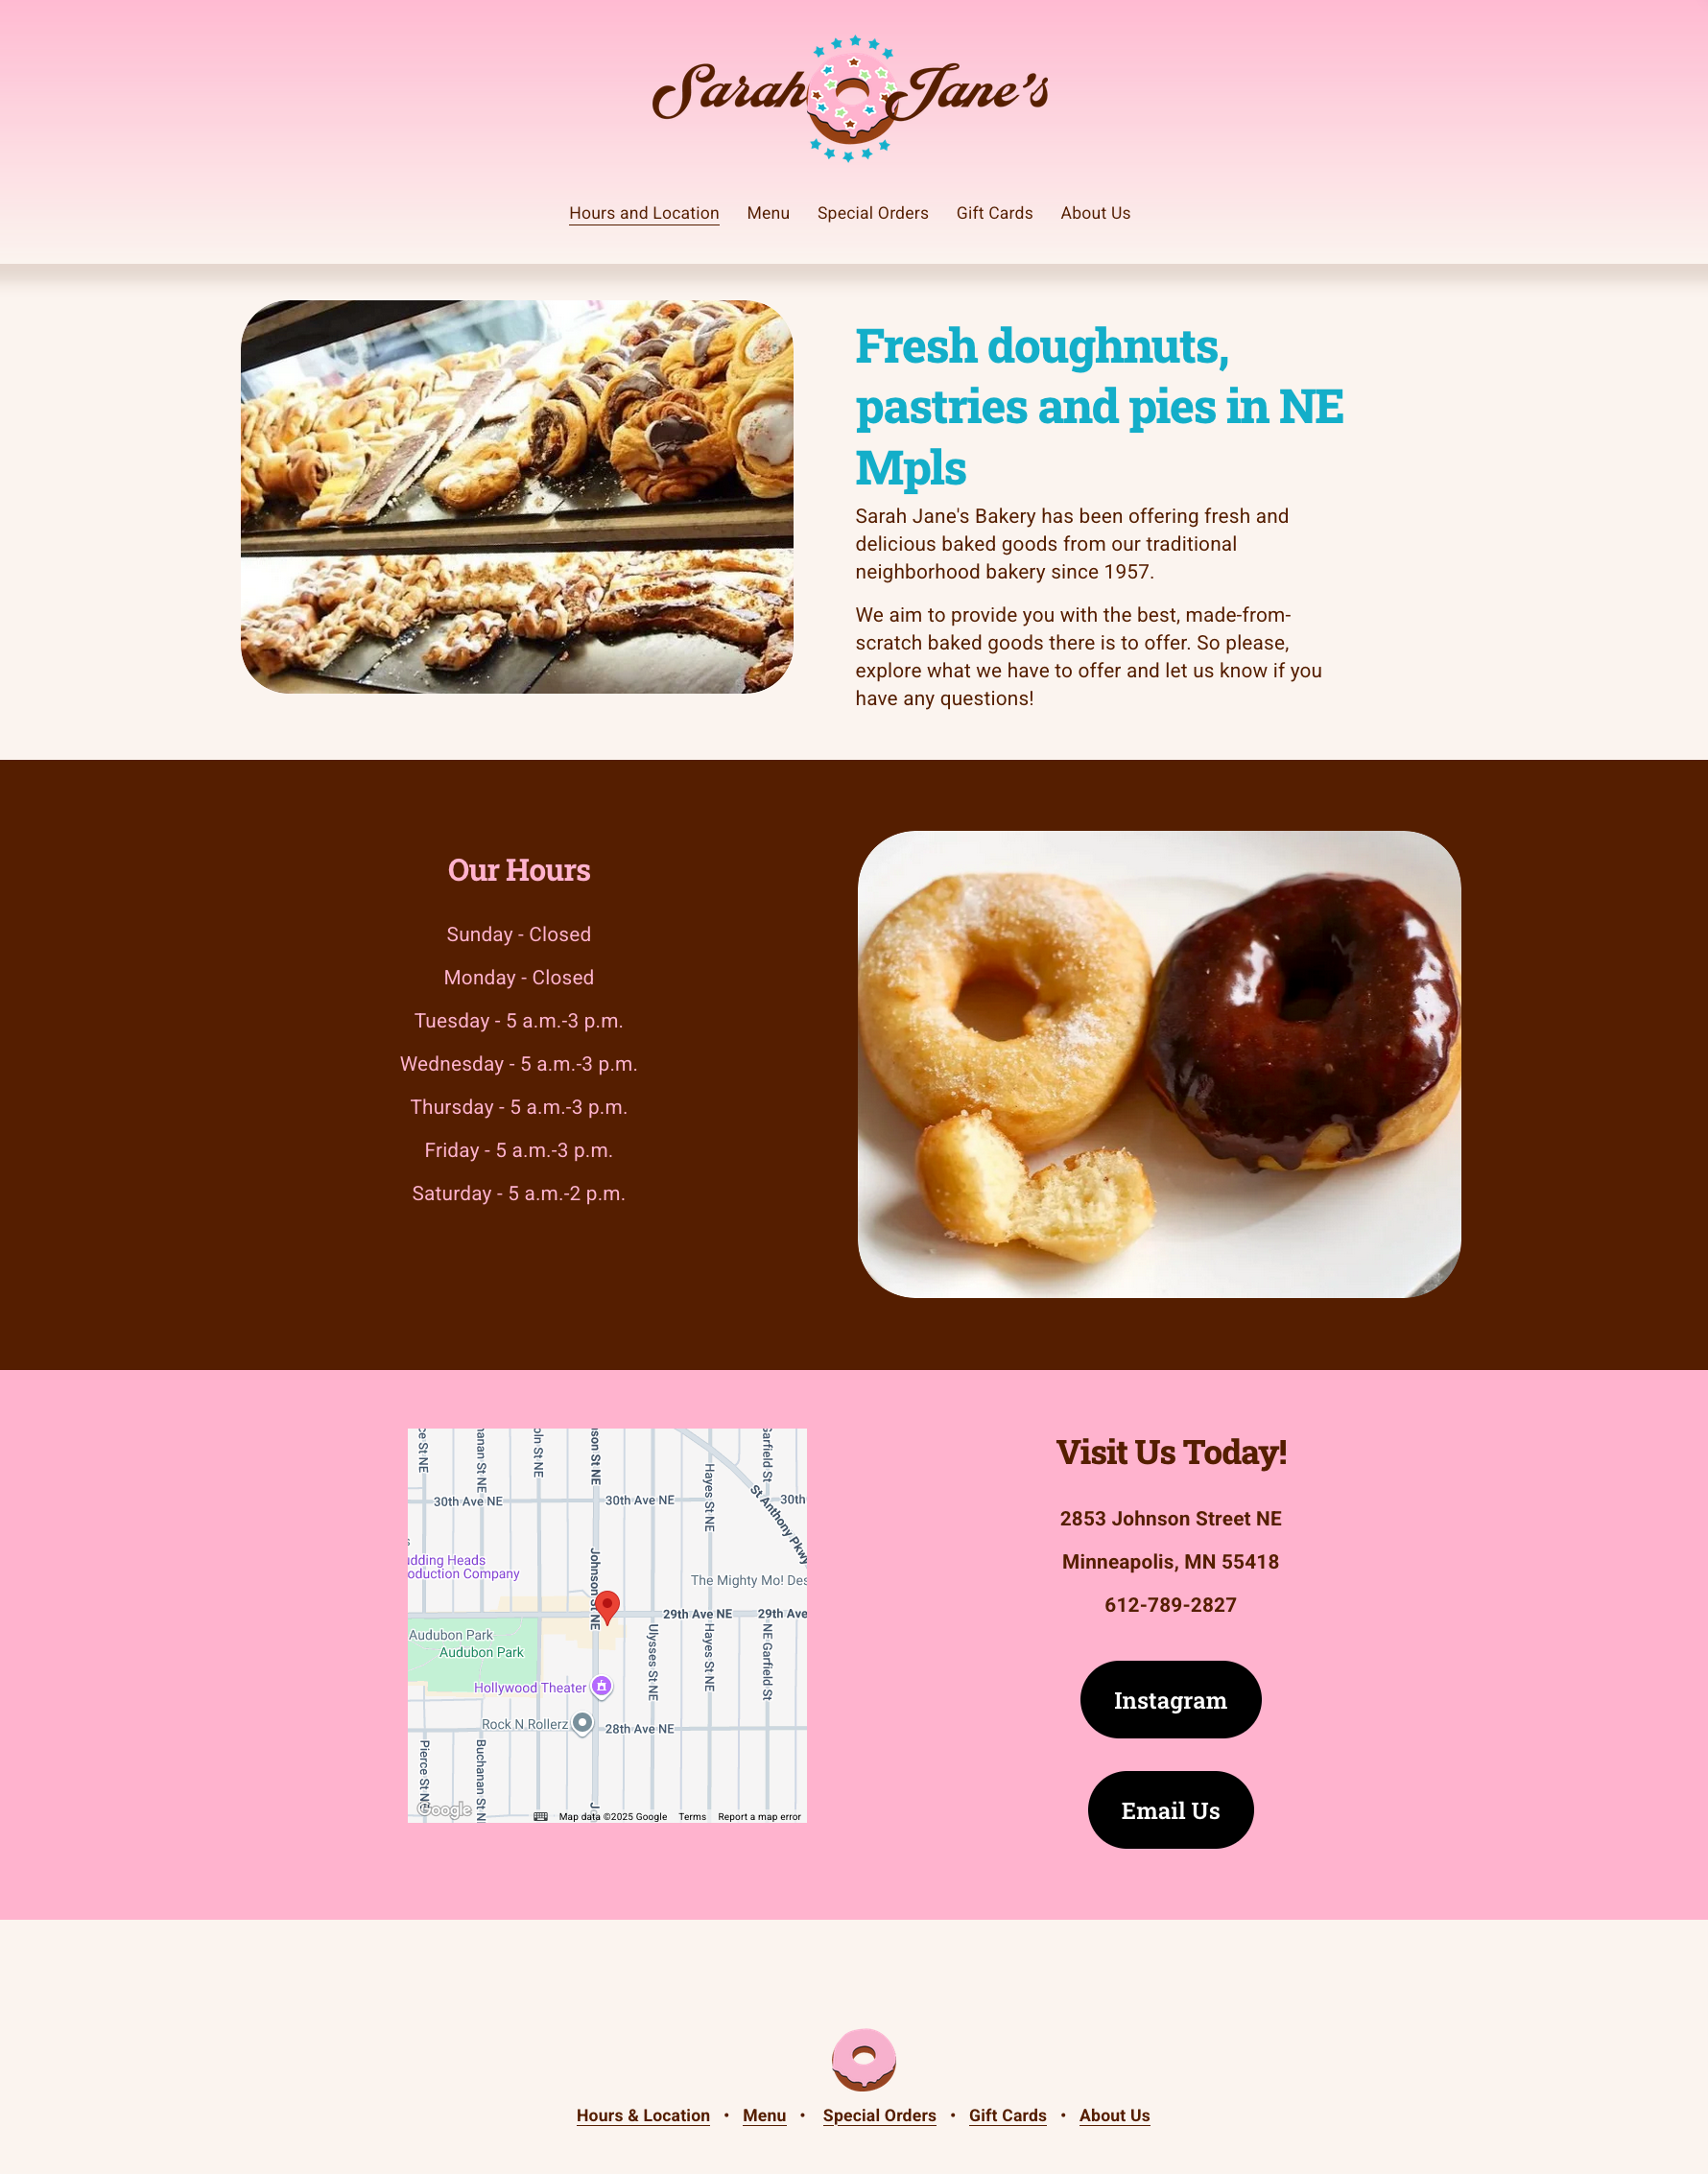 Sarah Jane's
Hours and Location Menu Special Orders Gift Cards About Us
Fresh doughnuts,
pastries and pies in NE
Mpls
Sarah Jane's Bakery has been offering fresh and
delicious baked goods from our traditional
neighborhood bakery since 1957.
We aim to provide you with the best, made-from-
scratch baked goods there is to offer. So please,
explore what we have to offer and let us know if you
have any questions!
Our Hours
Sunday - Closed
Monday - Closed
Tuesday - 5 a.m.-3 p.m.
Wednesday - 5 a.m.-3 p.m.
Thursday - 5 a.m.-3 p.m.
Friday - 5 a.m.-3 p.m.
Saturday - 5 a.m.-2 p.m.
30th Ave NE
30th Ave NE
30th
Hayes St NE
Garfield St
St Anthony Pkwy
Johnson St NE
The Mighty Mo! Des
29th Ave NE
29th Ave
Audubon Park
Audubon Park
Ulysses St NE
Hayes St NE
NE Garfield St
Hollywood Theater
Rock N Rollerz
28th Ave NE
Pierce St NE
Buchanan St N
Google
Map data ©2025 Google Terms Report a map error
Visit Us Today!
2853 Johnson Street NE
Minneapolis, MN 55418
612-789-2827
Instagram
Email Us
Hours & Location • Menu • Special Orders • Gift Cards • About Us